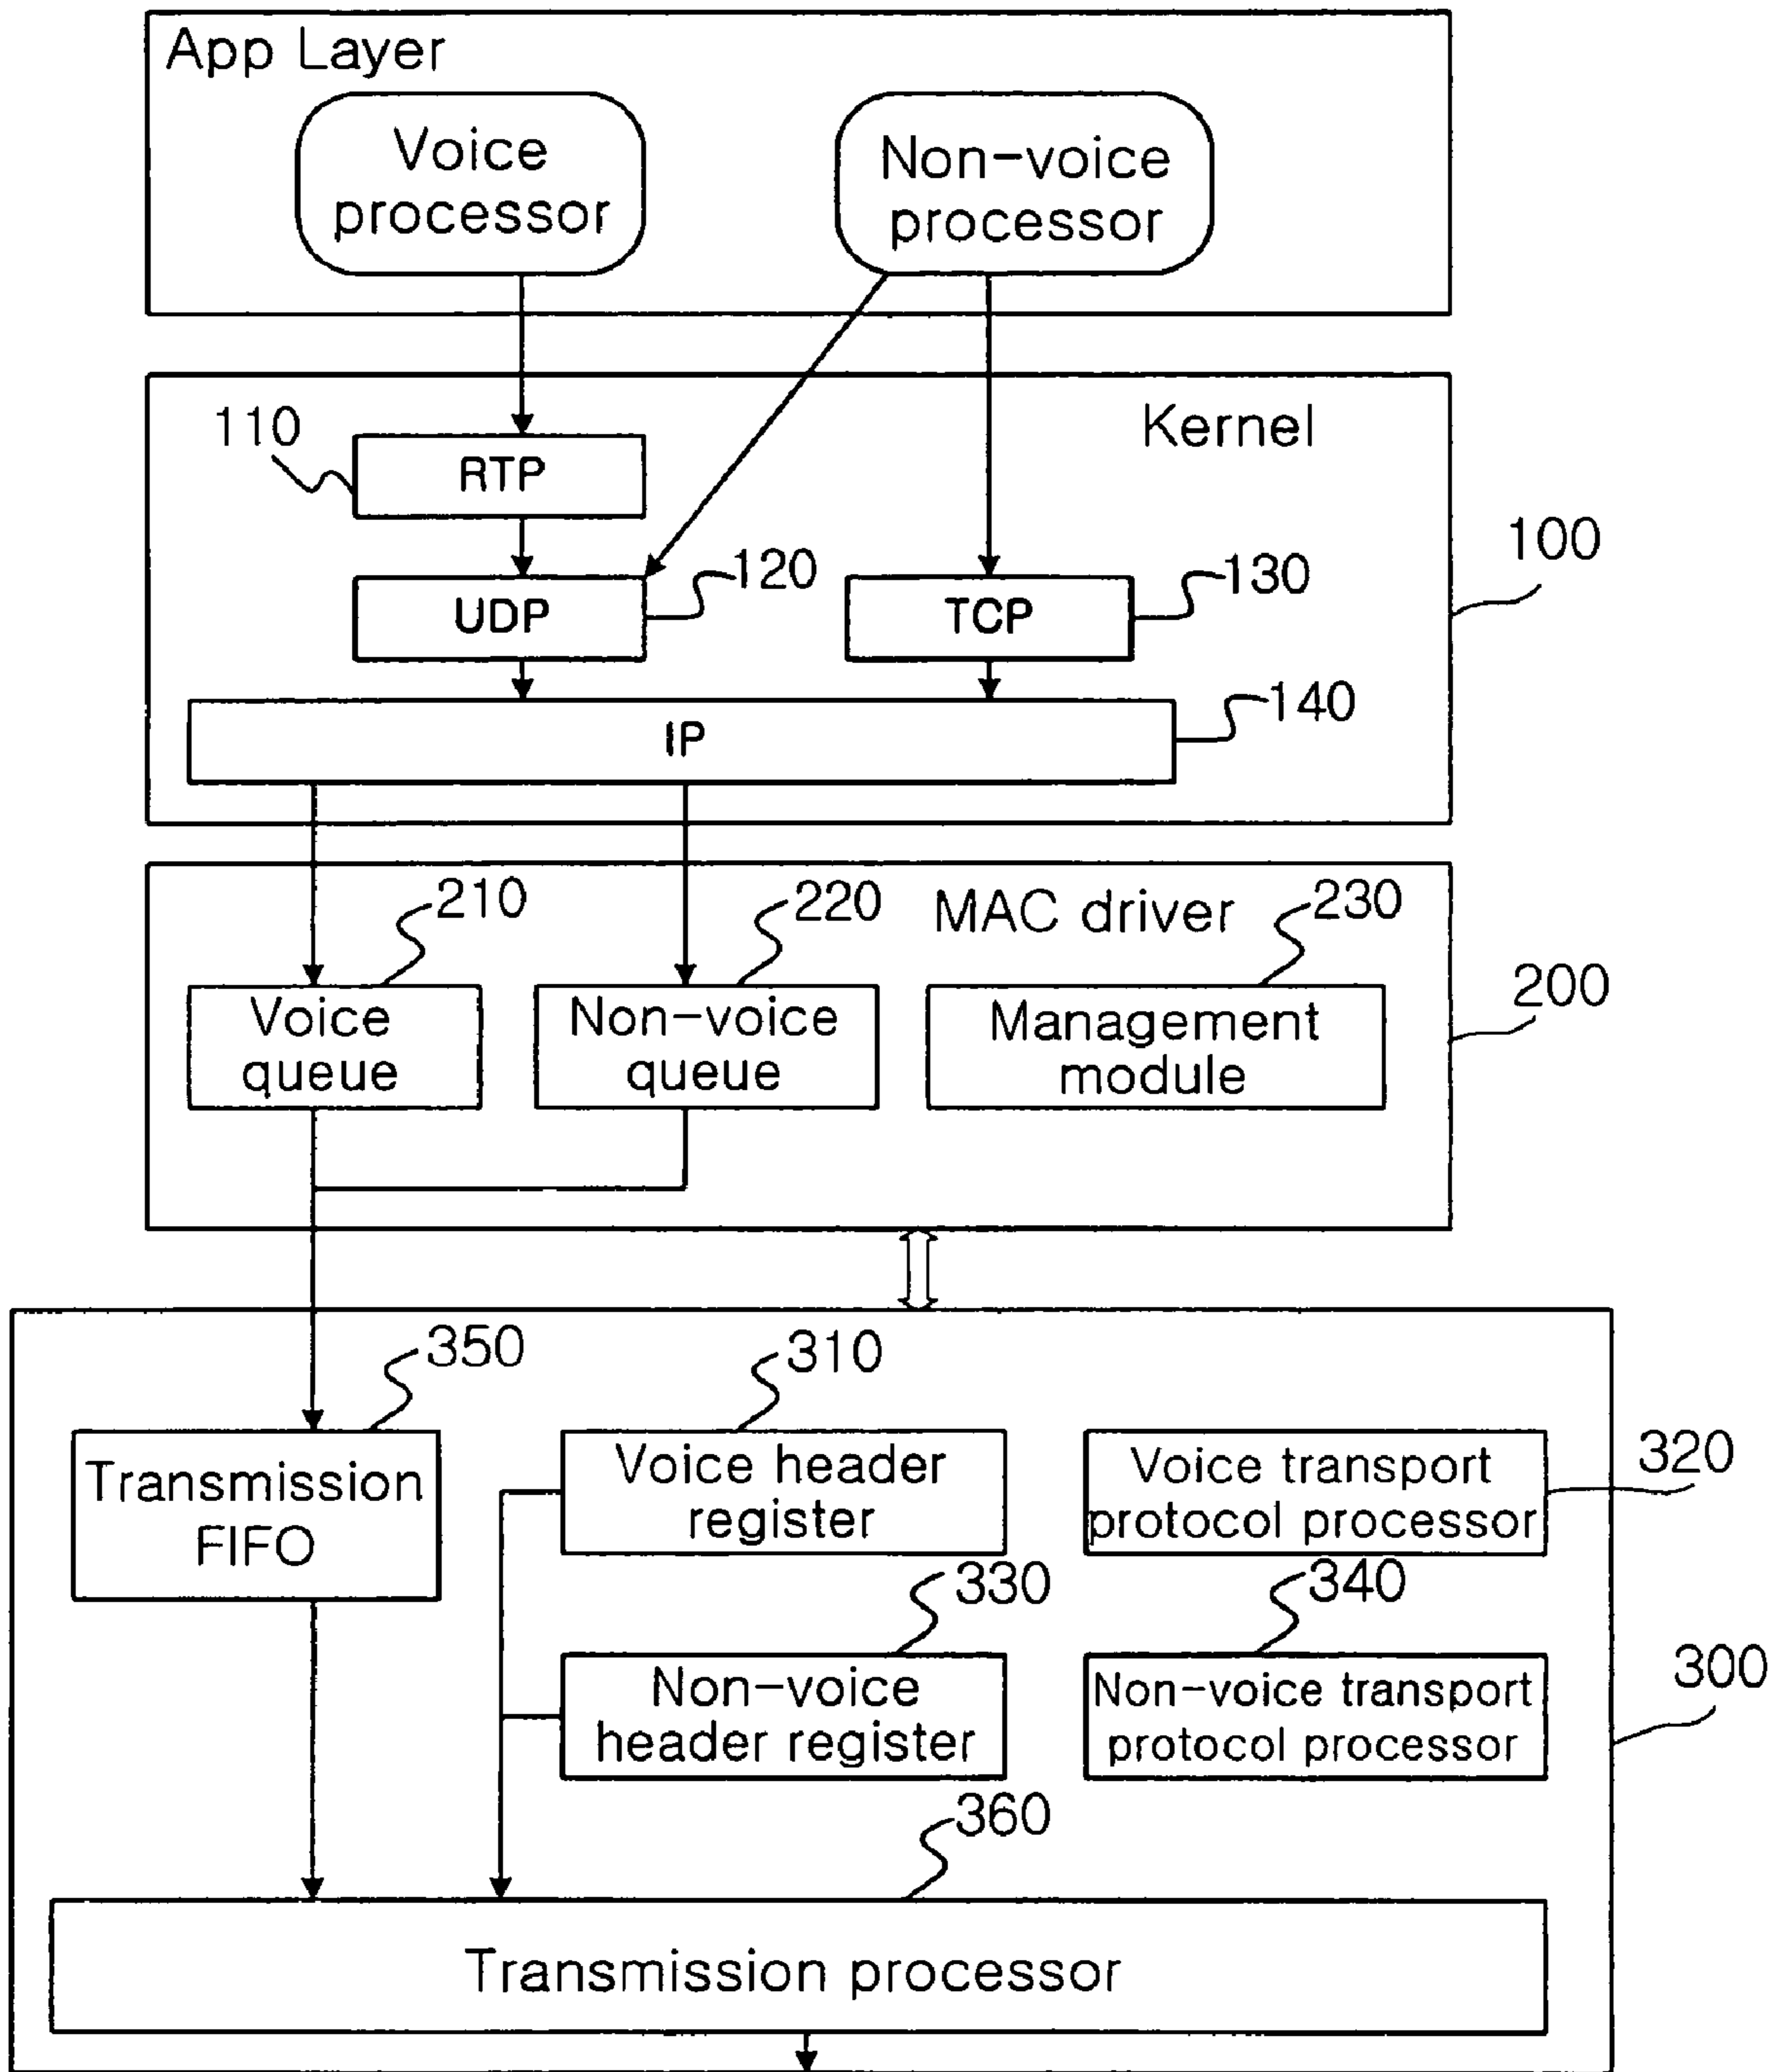 App Layer
Voice
processor
Non-voice
processor
Kernel
110
RTP
100
120
130
UDP
TCP
140
IP
210
220
MAC driver
230
200
Voice
queue
Non-voice
queue
Management
module
350
310
320
Transmission
FIFO
Voice header
register
Voice transport
protocol processor
330
340
300
Non-voice
header register
Non-voice transport
protocol processor
360
Transmission processor